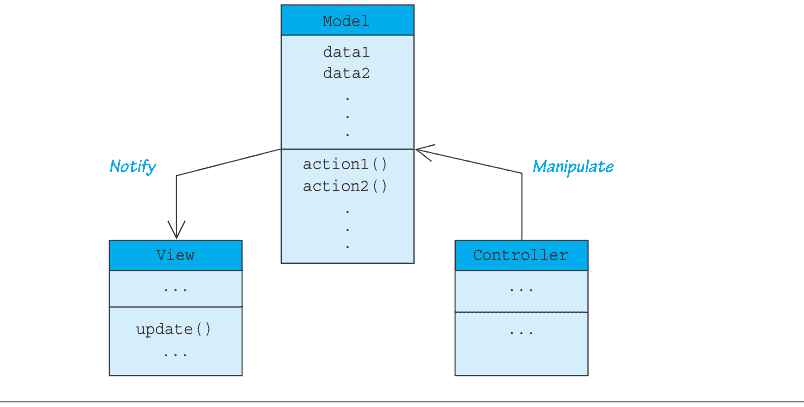 Model
data1
data2
.
.
.
action1()
action2()
.
.
.
Notify
Manipulate
View
...
update()
...
Controller
...
...